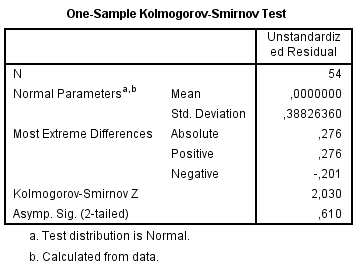 One-Sample Kolmogorov-Smirnov Test
Unstandardiz
ed Residual
N 54
Normal Parametersa,b Mean ,0000000
Std. Deviation ,38826360
Most Extreme Differences Absolute ,276
Positive ,276
Negative -,201
Kolmogorov-Smirnov Z 2,030
Asymp. Sig. (2-tailed) ,610
a. Test distribution is Normal.
b. Calculated from data.